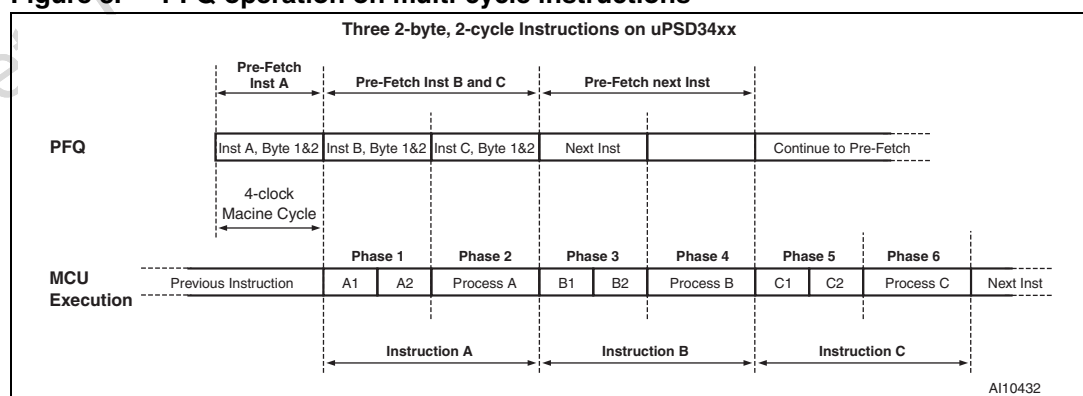 Three 2-byte, 2-cycle Instructions on uPSD34xx
Pre-Fetch
Inst A
Pre-Fetch Inst B and C
Pre-Fetch next Inst
PFQ
Inst A, Byte 1&2
Inst B, Byte 1&2
Inst C, Byte 1&2
Next Inst
Continue to Pre-Fetch
4-clock
Macine Cycle
Phase 1
Phase 2
Phase 3
Phase 4
Phase 5
Phase 6
MCU
Execution
Previous Instruction
A1
A2
Process A
B1
B2
Process B
C1
C2
Process C
Next Inst
Instruction A
Instruction B
Instruction C
AI10432